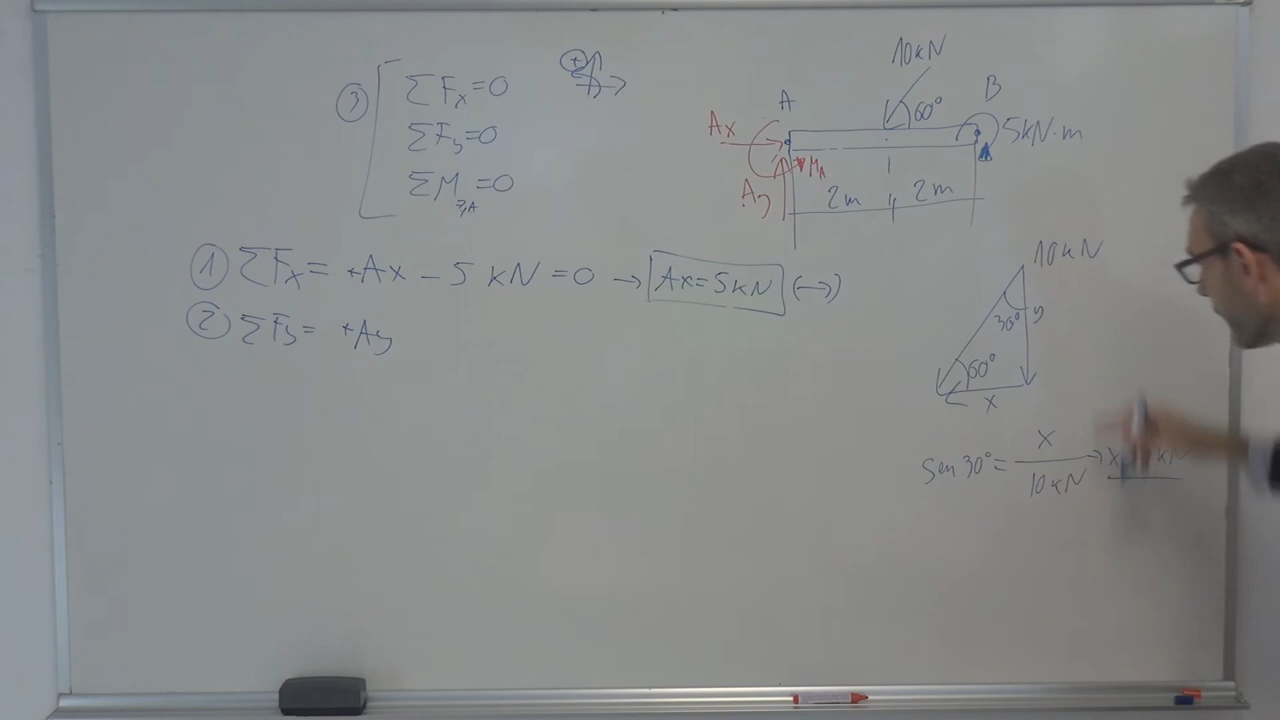 ③ ΣFx=0
ΣFy=0
ΣM z,A =0
+
10kN
A
60°
B
Ax
5kN·m
MA
Ay
2m
2m
① ΣFx= +Ax - 5 kN = 0 → Ax=5kN (→)
② ΣFy= +Ay
10kN
30°
y
60°
x
Sen 30° = x / 10kN → x
kN